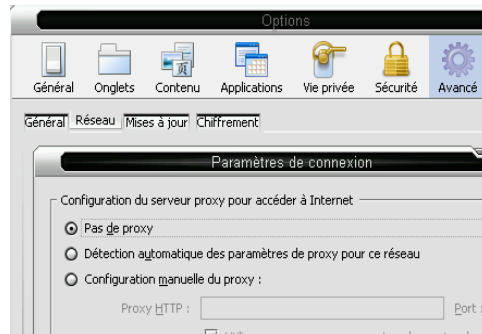 Options
Général Onglets Contenu Applications Vie privée Sécurité Avancé
Général Réseau Mises à jour Chiffrement
Paramètres de connexion
Configuration du serveur proxy pour accéder à Internet
Pas de proxy
Détection automatique des paramètres de proxy pour ce réseau
Configuration manuelle du proxy :
Proxy HTTP : Port :